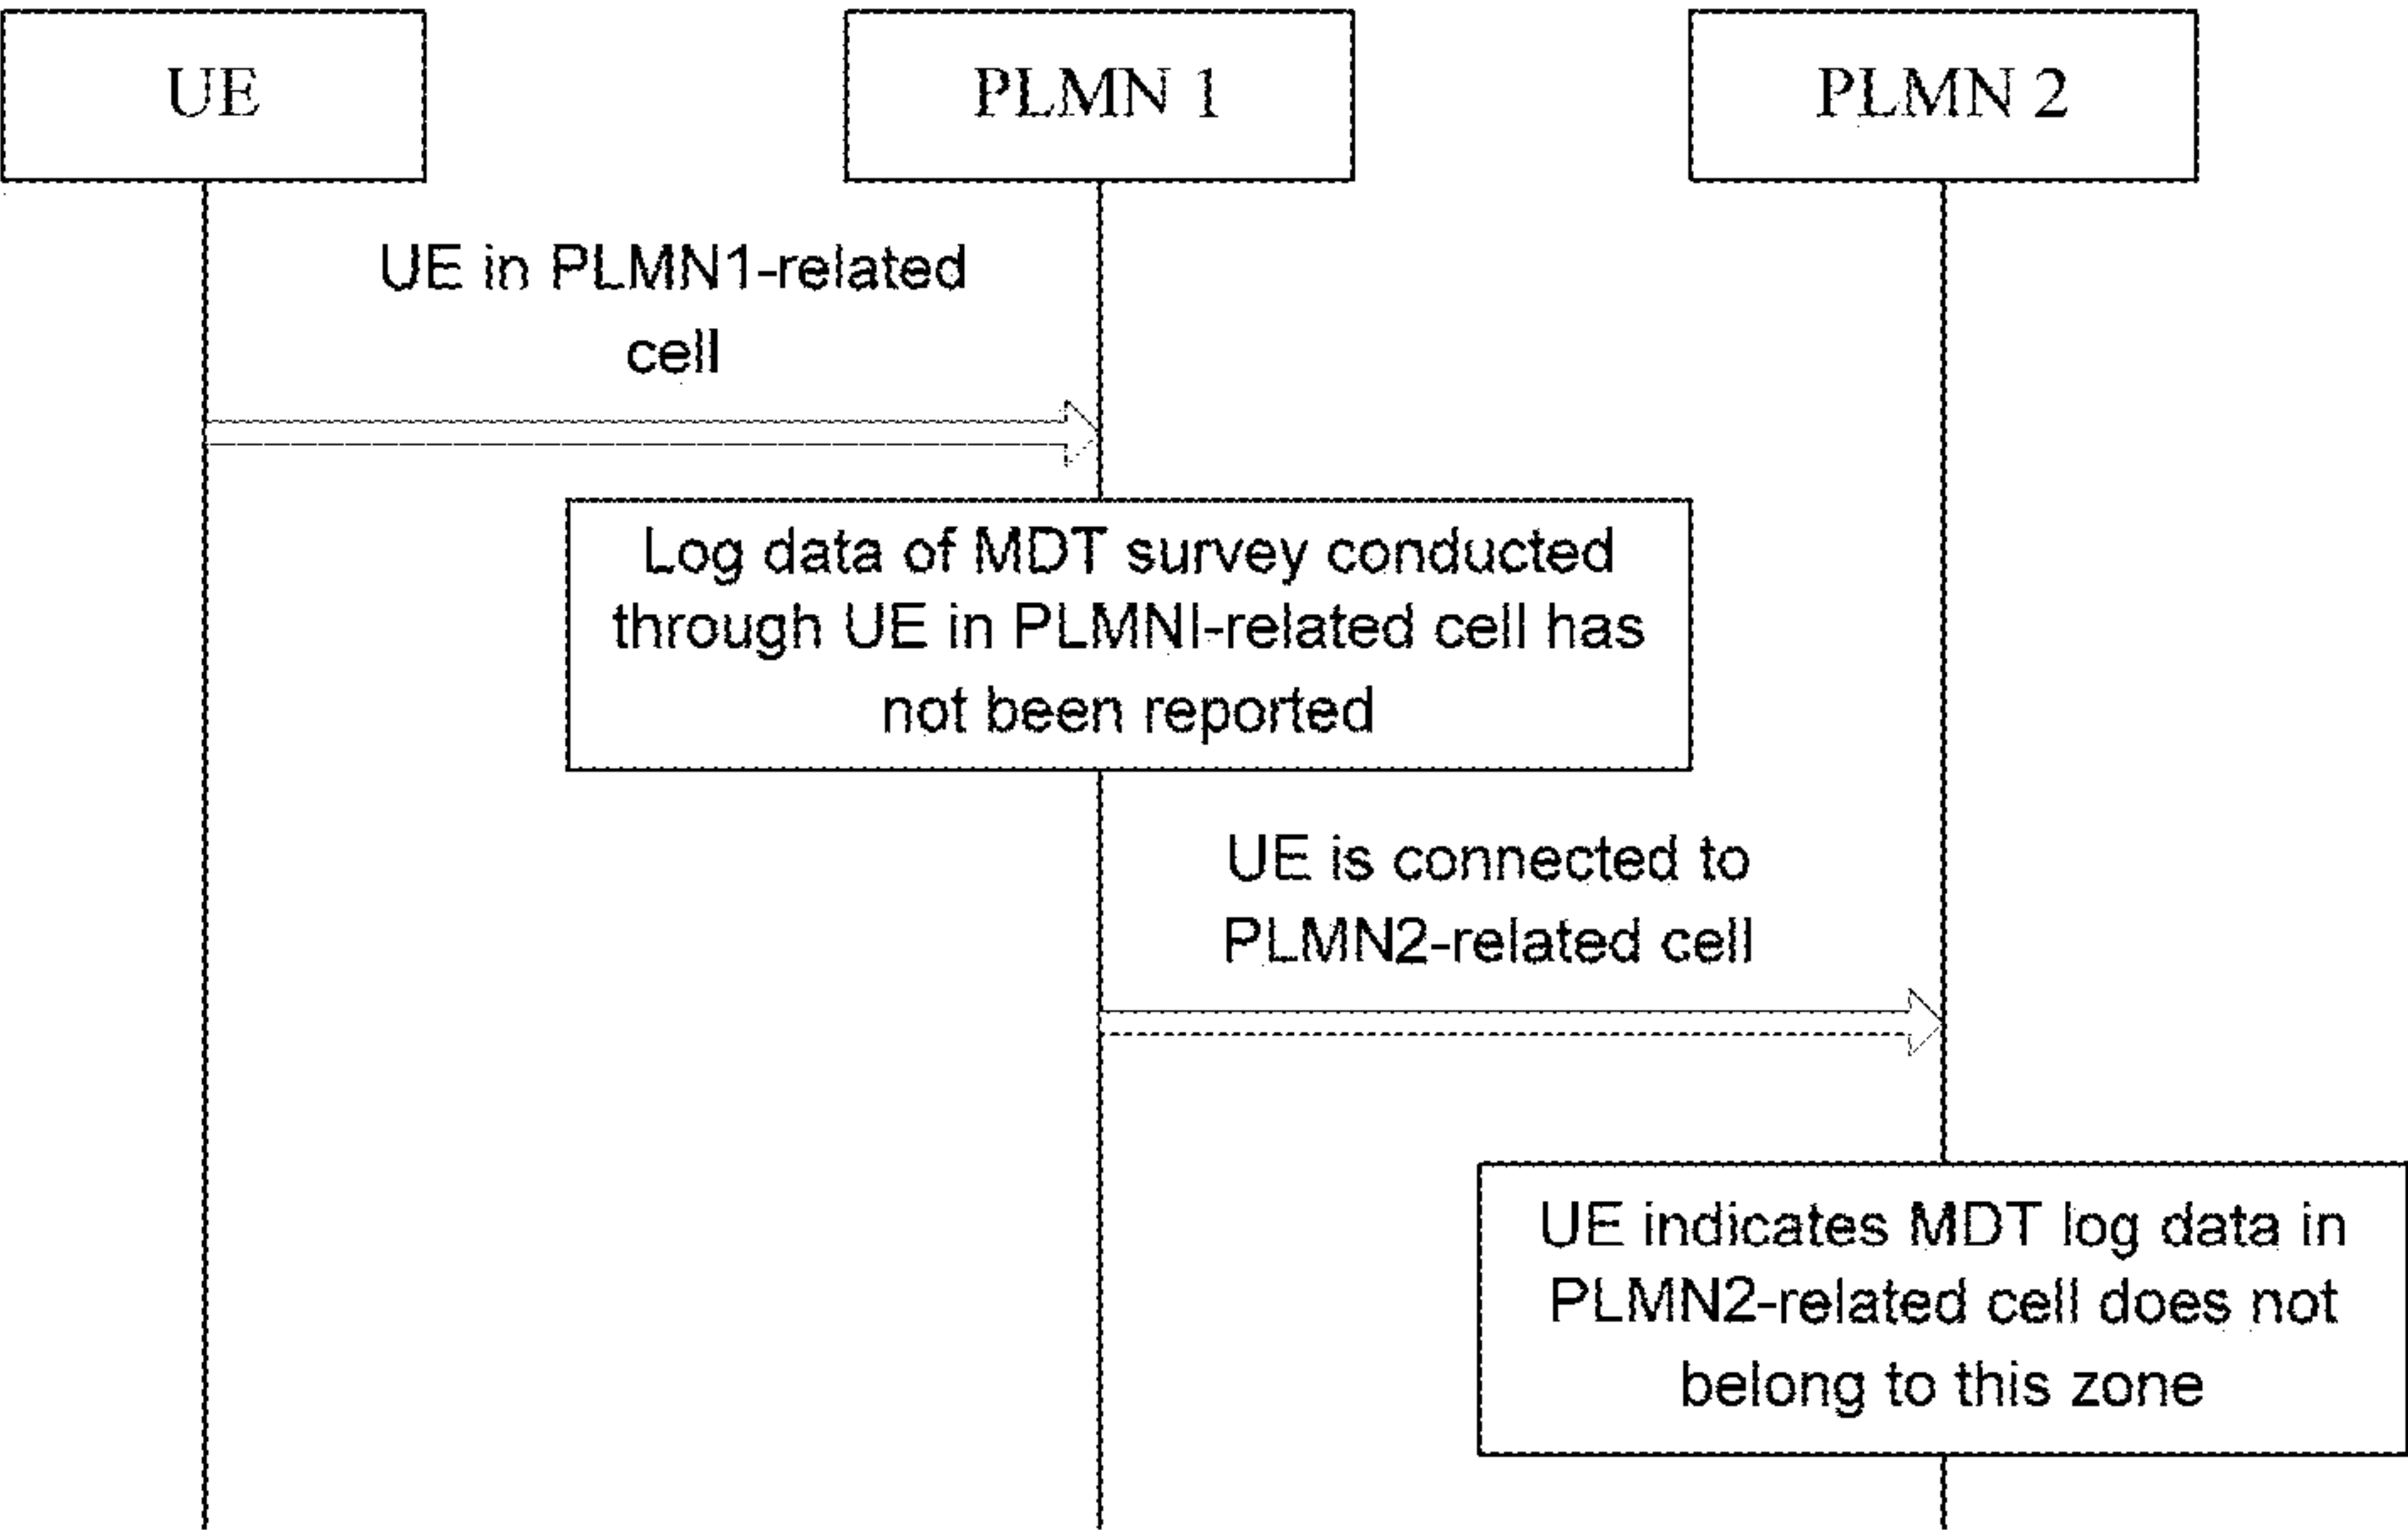 UE
PLMN 1
PLMN 2
UE in PLMN1-related
cell
Log data of MDT survey conducted
through UE in PLMNI-related cell has
not been reported
UE is connected to
PLMN2-related cell
UE indicates MDT log data in
PLMN2-related cell does not
belong to this zone